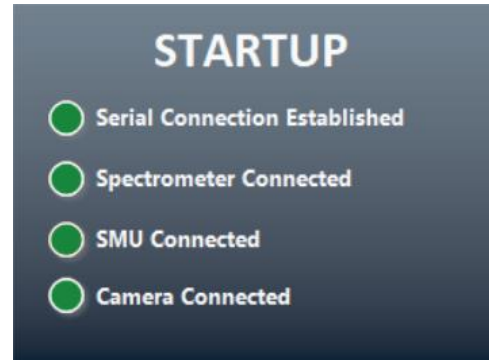 STARTUP
Serial Connection Established
Spectrometer Connected
SMU Connected
Camera Connected